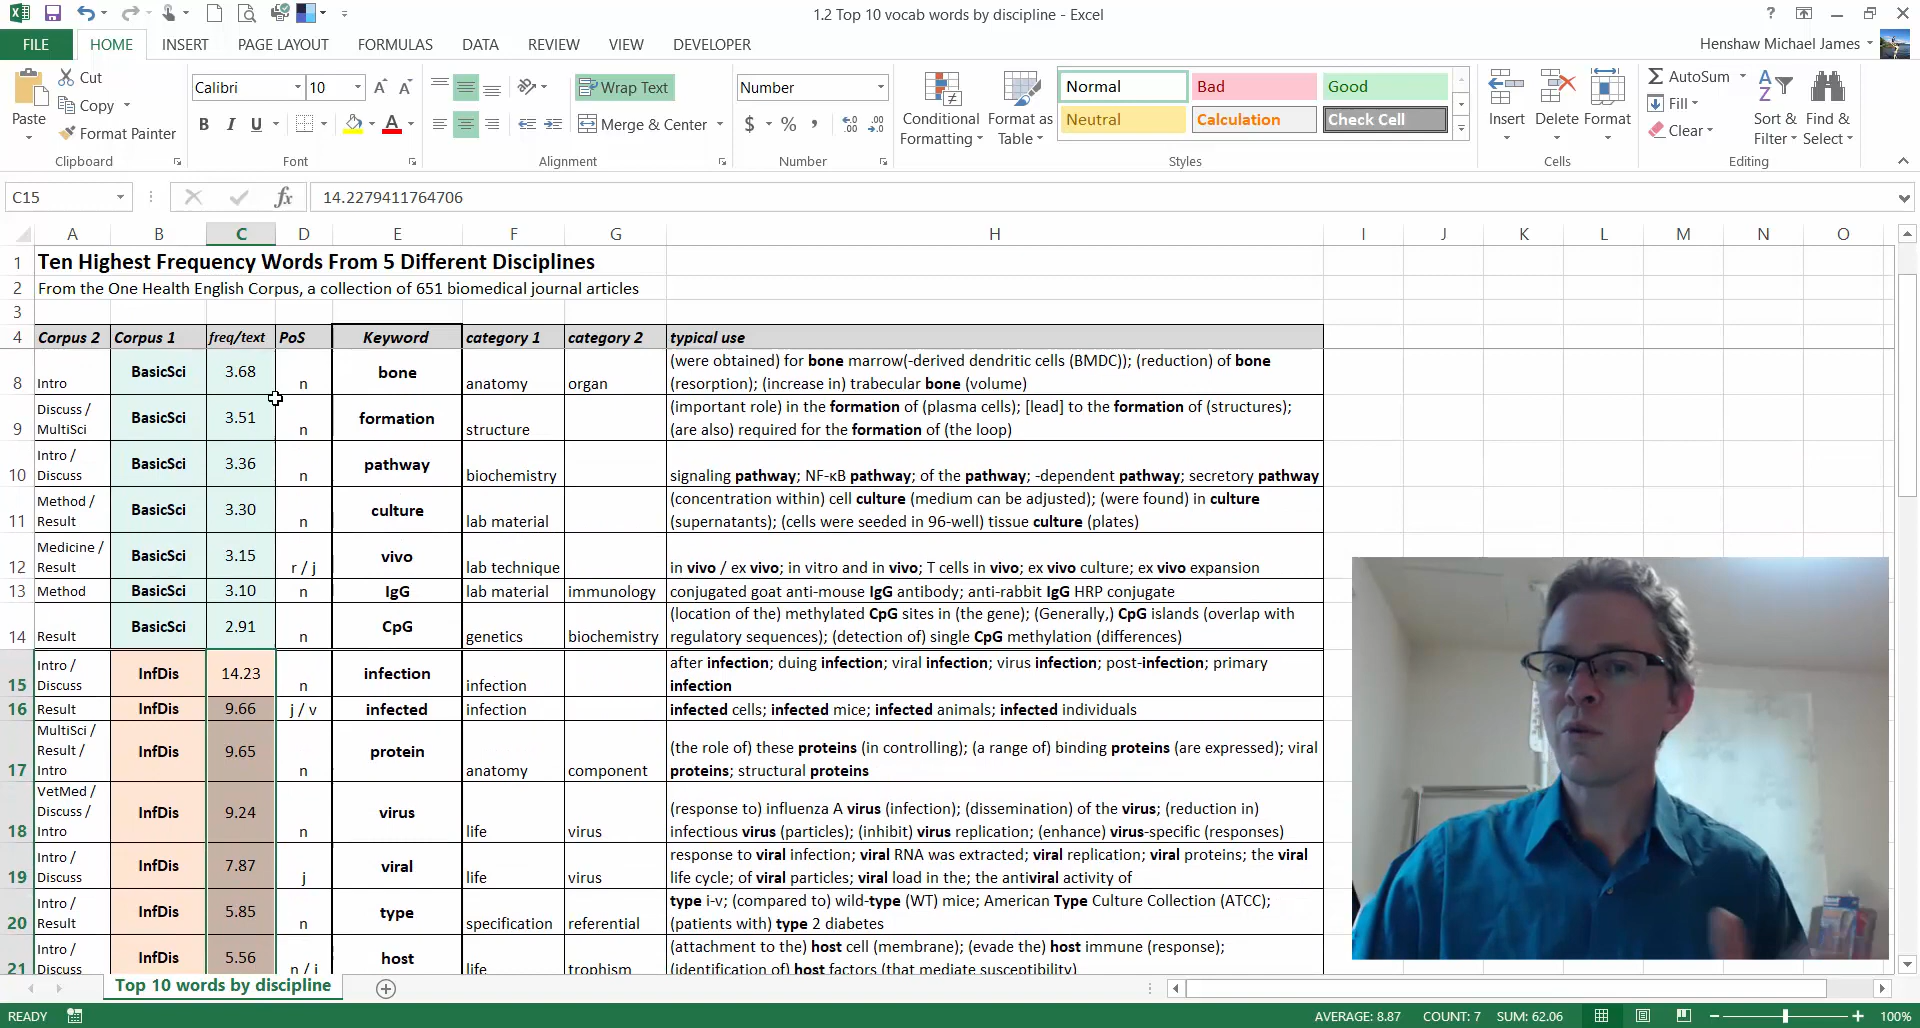 1.2 Top 10 vocab words by discipline - Excel
FILE HOME INSERT PAGE LAYOUT FORMULAS DATA REVIEW VIEW DEVELOPER Henshaw Michael James
Cut
Copy
Format Painter
Paste
Clipboard
Calibri 10
B I U
Font
Wrap Text
Merge & Center
Alignment
Number
$ % ,
Number
Conditional
Formatting
Format as
Table
Normal Bad Good
Neutral Calculation Check Cell
Styles
Insert Delete Format
Cells
AutoSum
Fill
Clear
Sort &
Filter
Find &
Select
Editing
C15 fx 14.2279411764706
A B C D E F G H I J K L M N O
1 Ten Highest Frequency Words From 5 Different Disciplines
2 From the One Health English Corpus, a collection of 651 biomedical journal articles
3
4 Corpus 2 Corpus 1 freq/text PoS Keyword category 1 category 2 typical use
8 Intro BasicSci 3.68 n bone anatomy organ (were obtained) for bone marrow(-derived dendritic cells (BMDC)); (reduction) of bone
(resorption); (increase in) trabecular bone (volume)
9 Discuss /
MultiSci BasicSci 3.51 n formation structure (important role) in the formation of (plasma cells); [lead] to the formation of (structures);
(are also) required for the formation of (the loop)
10 Intro /
Discuss BasicSci 3.36 n pathway biochemistry signaling pathway; NF-κB pathway; of the pathway; -dependent pathway; secretory pathway
11 Method /
Result BasicSci 3.30 n culture lab material (concentration within) cell culture (medium can be adjusted); (were found) in culture
(supernatants); (cells were seeded in 96-well) tissue culture (plates)
12 Medicine /
Result BasicSci 3.15 r / j vivo lab technique in vivo / ex vivo; in vitro and in vivo; T cells in vivo; ex vivo culture; ex vivo expansion
13 Method BasicSci 3.10 n IgG lab material immunology conjugated goat anti-mouse IgG antibody; anti-rabbit IgG HRP conjugate
14 Result BasicSci 2.91 n CpG genetics biochemistry (location of the) methylated CpG sites in (the gene); (Generally,) CpG islands (overlap with
regulatory sequences); (detection of) single CpG methylation (differences)
15 Intro /
Discuss InfDis 14.23 n infection infection after infection; duing infection; viral infection; virus infection; post-infection; primary
infection
16 Result InfDis 9.66 j / v infected infection infected cells; infected mice; infected animals; infected individuals
17 MultiSci /
Result /
Intro InfDis 9.65 n protein anatomy component (the role of) these proteins (in controlling); (a range of) binding proteins (are expressed); viral
proteins; structural proteins
18 VetMed /
Discuss /
Intro InfDis 9.24 n virus life virus (response to) influenza A virus (infection); (dissemination) of the virus; (reduction in)
infectious virus (particles); (inhibit) virus replication; (enhance) virus-specific (responses)
19 Intro /
Discuss InfDis 7.87 j viral life virus response to viral infection; viral RNA was extracted; viral replication; viral proteins; the viral
life cycle; of viral particles; viral load in the; the antiviral activity of
20 Intro /
Result InfDis 5.85 n type specification referential type i-v; (compared to) wild-type (WT) mice; American Type Culture Collection (ATCC);
(patients with) type 2 diabetes
21 Intro /
Discuss InfDis 5.56 n / j host life trophism (attachment to the) host cell (membrane); (evade the) host immune (response);
(identification of) host factors (that mediate susceptibility)
Top 10 words by discipline
READY AVERAGE: 8.87 COUNT: 7 SUM: 62.06 100%